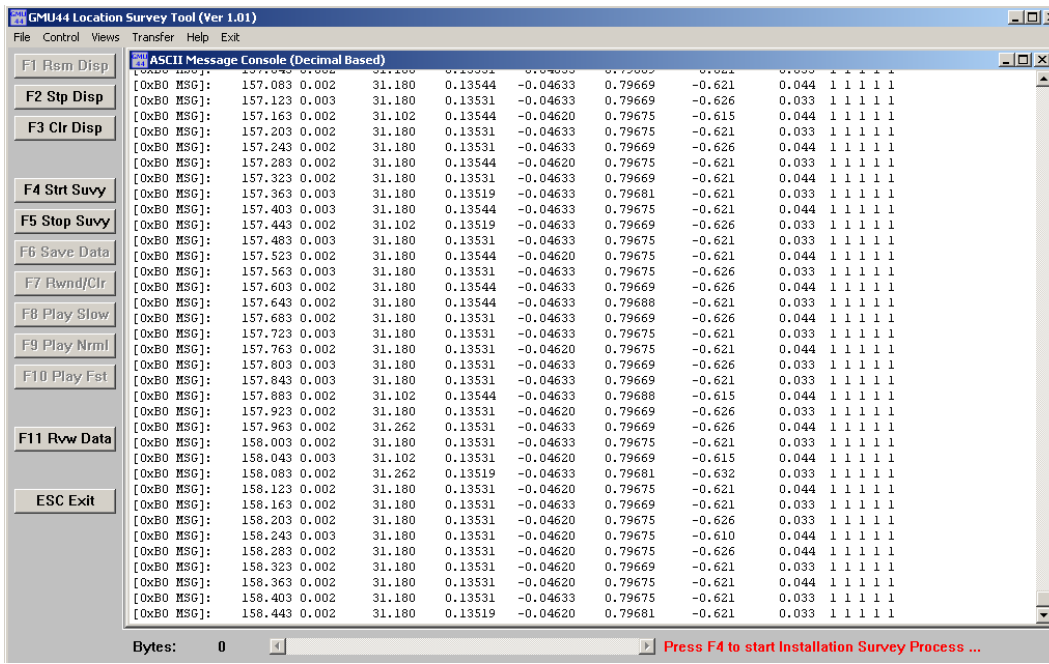 GMU44 Location Survey Tool (Ver 1.01)
File Control Views Transfer Help Exit
F1 Rsm Disp
F2 Stp Disp
F3 Clr Disp
F4 Strt Suvy
F5 Stop Suvy
F6 Save Data
F7 Rwnd/Clr
F8 Play Slow
F9 Play Nrml
F10 Play Fst
F11 Rvw Data
ESC Exit
ASCII Message Console (Decimal Based)
[0xB0 MSG]: 157.083 0.002 31.180 0.13544 -0.04633 0.79669 -0.621 0.044 1 1 1 1 1
[0xB0 MSG]: 157.123 0.003 31.180 0.13531 -0.04633 0.79669 -0.626 0.033 1 1 1 1 1
[0xB0 MSG]: 157.163 0.002 31.102 0.13544 -0.04620 0.79675 -0.615 0.044 1 1 1 1 1
[0xB0 MSG]: 157.203 0.002 31.180 0.13531 -0.04633 0.79675 -0.621 0.033 1 1 1 1 1
[0xB0 MSG]: 157.243 0.002 31.180 0.13531 -0.04633 0.79669 -0.626 0.044 1 1 1 1 1
[0xB0 MSG]: 157.283 0.002 31.180 0.13544 -0.04620 0.79675 -0.621 0.033 1 1 1 1 1
[0xB0 MSG]: 157.323 0.002 31.180 0.13531 -0.04633 0.79669 -0.621 0.044 1 1 1 1 1
[0xB0 MSG]: 157.363 0.003 31.180 0.13519 -0.04633 0.79681 -0.621 0.033 1 1 1 1 1
[0xB0 MSG]: 157.403 0.003 31.180 0.13544 -0.04633 0.79675 -0.621 0.044 1 1 1 1 1
[0xB0 MSG]: 157.443 0.002 31.102 0.13519 -0.04633 0.79669 -0.626 0.033 1 1 1 1 1
[0xB0 MSG]: 157.483 0.003 31.180 0.13531 -0.04633 0.79675 -0.621 0.033 1 1 1 1 1
[0xB0 MSG]: 157.523 0.002 31.180 0.13544 -0.04620 0.79675 -0.621 0.044 1 1 1 1 1
[0xB0 MSG]: 157.563 0.003 31.180 0.13531 -0.04633 0.79675 -0.626 0.033 1 1 1 1 1
[0xB0 MSG]: 157.603 0.002 31.180 0.13544 -0.04633 0.79669 -0.626 0.044 1 1 1 1 1
[0xB0 MSG]: 157.643 0.002 31.180 0.13544 -0.04633 0.79688 -0.621 0.033 1 1 1 1 1
[0xB0 MSG]: 157.683 0.002 31.180 0.13531 -0.04633 0.79669 -0.626 0.044 1 1 1 1 1
[0xB0 MSG]: 157.723 0.003 31.180 0.13531 -0.04633 0.79675 -0.621 0.033 1 1 1 1 1
[0xB0 MSG]: 157.763 0.002 31.180 0.13531 -0.04620 0.79675 -0.621 0.044 1 1 1 1 1
[0xB0 MSG]: 157.803 0.003 31.180 0.13531 -0.04633 0.79669 -0.626 0.033 1 1 1 1 1
[0xB0 MSG]: 157.843 0.003 31.180 0.13531 -0.04633 0.79669 -0.621 0.033 1 1 1 1 1
[0xB0 MSG]: 157.883 0.002 31.102 0.13544 -0.04633 0.79688 -0.615 0.044 1 1 1 1 1
[0xB0 MSG]: 157.923 0.002 31.180 0.13531 -0.04620 0.79669 -0.626 0.033 1 1 1 1 1
[0xB0 MSG]: 157.963 0.002 31.262 0.13531 -0.04633 0.79669 -0.626 0.044 1 1 1 1 1
[0xB0 MSG]: 158.003 0.002 31.180 0.13531 -0.04633 0.79675 -0.621 0.033 1 1 1 1 1
[0xB0 MSG]: 158.043 0.003 31.102 0.13531 -0.04620 0.79669 -0.615 0.044 1 1 1 1 1
[0xB0 MSG]: 158.083 0.002 31.262 0.13519 -0.04633 0.79681 -0.632 0.033 1 1 1 1 1
[0xB0 MSG]: 158.123 0.002 31.180 0.13531 -0.04620 0.79675 -0.621 0.044 1 1 1 1 1
[0xB0 MSG]: 158.163 0.002 31.180 0.13531 -0.04633 0.79675 -0.621 0.033 1 1 1 1 1
[0xB0 MSG]: 158.203 0.002 31.180 0.13531 -0.04620 0.79675 -0.626 0.033 1 1 1 1 1
[0xB0 MSG]: 158.243 0.003 31.180 0.13531 -0.04620 0.79675 -0.610 0.044 1 1 1 1 1
[0xB0 MSG]: 158.283 0.002 31.180 0.13531 -0.04620 0.79675 -0.626 0.044 1 1 1 1 1
[0xB0 MSG]: 158.323 0.002 31.180 0.13531 -0.04620 0.79669 -0.621 0.033 1 1 1 1 1
[0xB0 MSG]: 158.363 0.002 31.180 0.13531 -0.04620 0.79675 -0.621 0.044 1 1 1 1 1
[0xB0 MSG]: 158.403 0.002 31.180 0.13531 -0.04633 0.79675 -0.621 0.033 1 1 1 1 1
[0xB0 MSG]: 158.443 0.002 31.180 0.13519 -0.04620 0.79681 -0.621 0.033 1 1 1 1 1
Bytes: 0 Press F4 to start Installation Survey Process ...